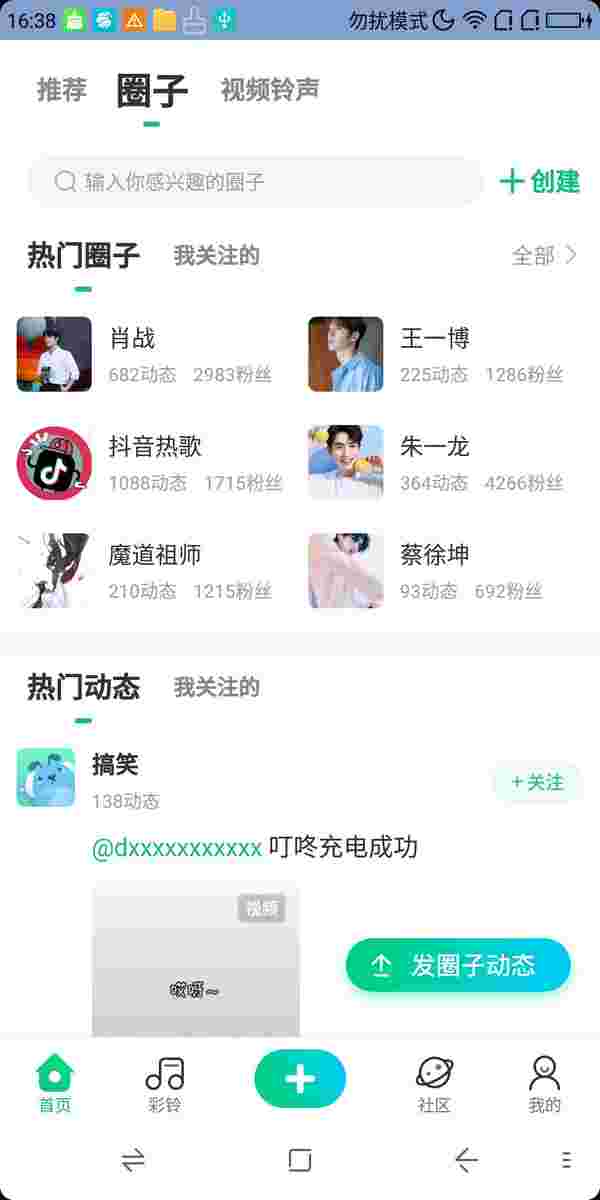 16:38 勿扰模式
推荐 圈子 视频铃声
输入你感兴趣的圈子 创建
热门圈子 我关注的 全部
肖战 王一博
682动态 2983粉丝 225动态 1286粉丝
抖音热歌 朱一龙
1088动态 1715粉丝 364动态 4266粉丝
魔道祖师 蔡徐坤
210动态 1215粉丝 93动态 692粉丝
热门动态 我关注的
搞笑
138动态
+关注
@dxxxxxxxxxxx 叮咚充电成功
视频
哎呀~
发圈子动态
首页 彩铃 社区 我的